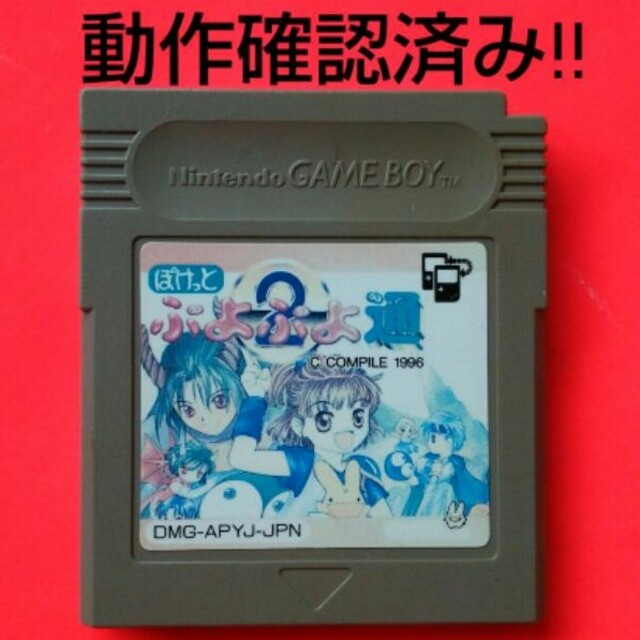 動作確認済み!!
Nintendo GAME BOY TM
ぽけっと
ぷよぷよ2通
C COMPILE 1996
DMG-APYJ-JPN